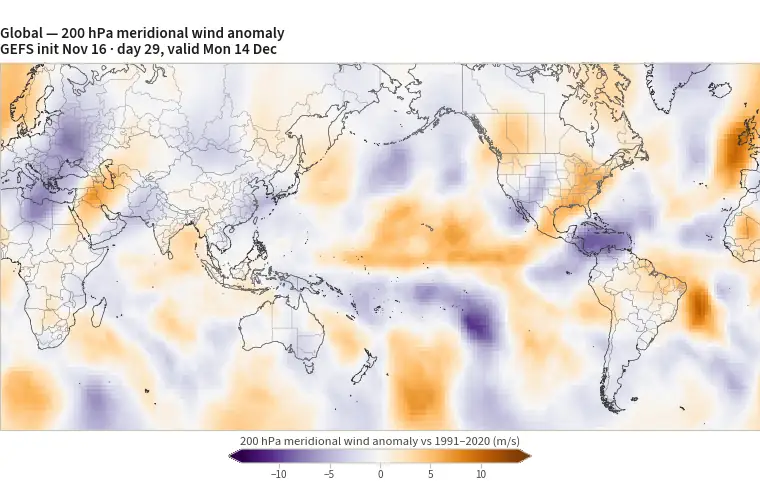 Global — 200 hPa meridional wind anomaly
GEFS init Nov 16 · day 29, valid Mon 14 Dec
200 hPa meridional wind anomaly vs 1991–2020 (m/s)
−10 −5 0 5 10